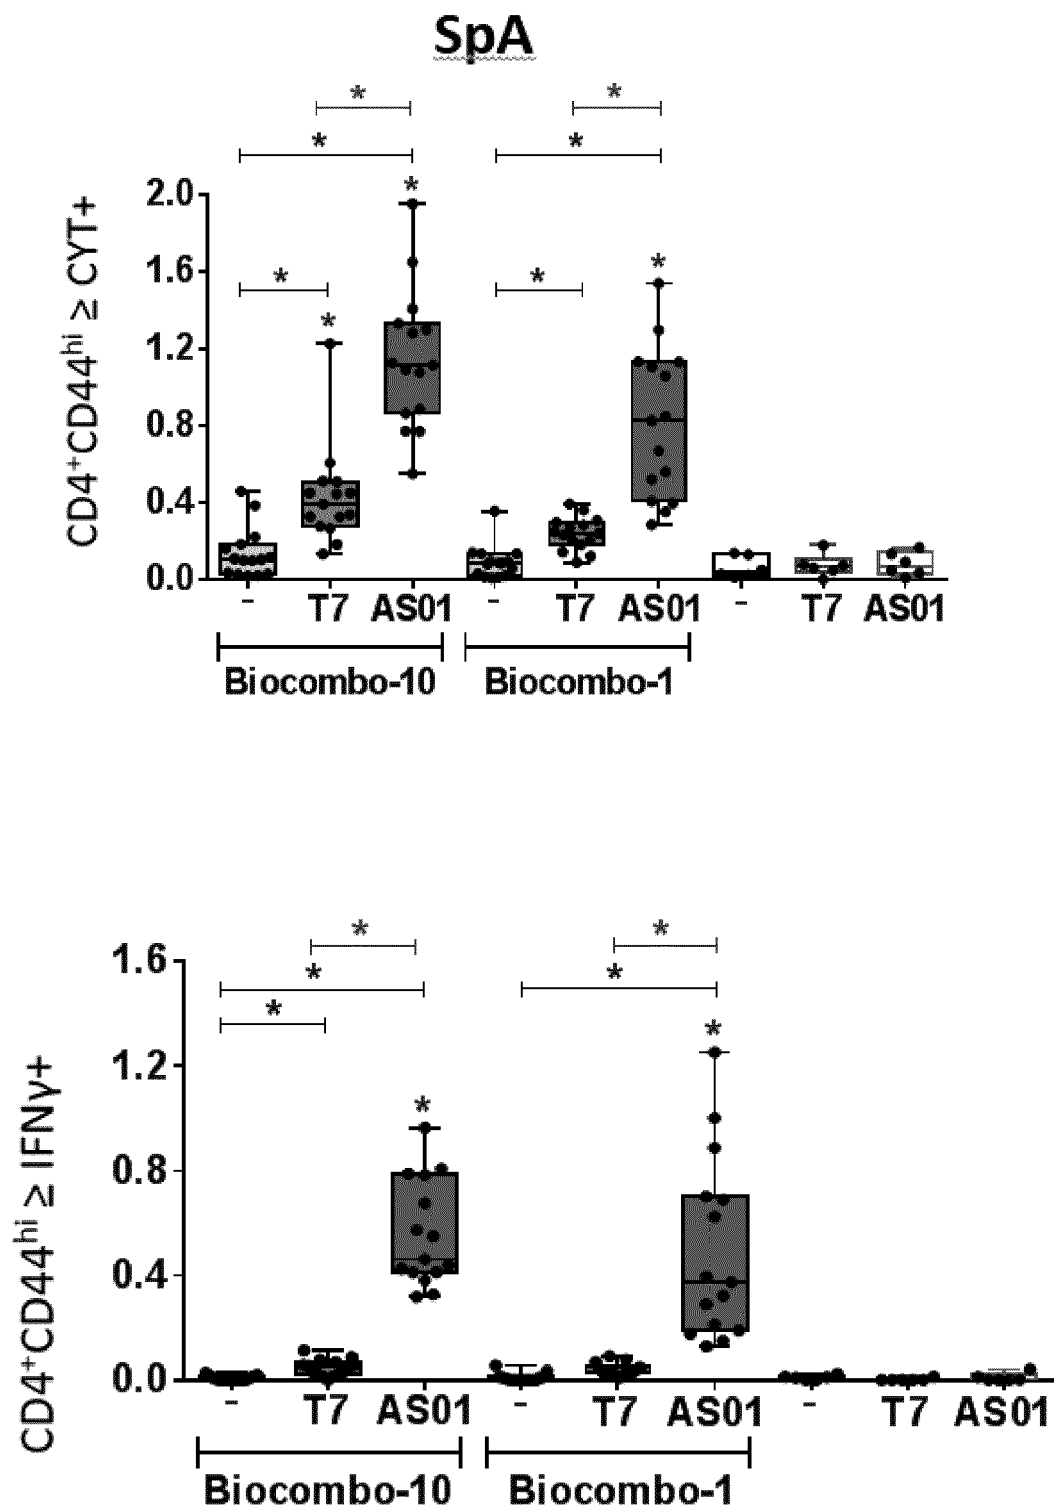 SpA
* *
* *
* *
* * * *
CD4⁺CD44ʰⁱ ≥ CYT+
2.0
1.6
1.2
0.8
0.4
0.0
- T7 AS01 - T7 AS01 - T7 AS01
Biocombo-10 Biocombo-1
* *
* *
* *
*
CD4⁺CD44ʰⁱ ≥ IFNγ+
1.6
1.2
0.8
0.4
0.0
- T7 AS01 - T7 AS01 - T7 AS01
Biocombo-10 Biocombo-1